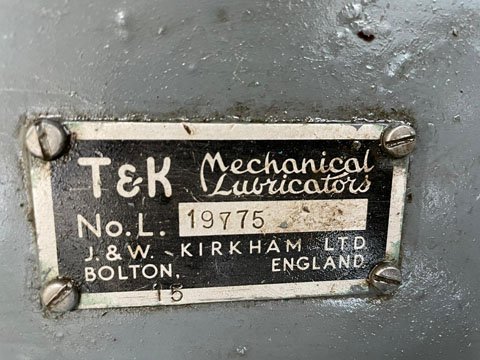 T&K Mechanical Lubricators
No. L. 19775
J. & W. KIRKHAM LTD
BOLTON, ENGLAND
15